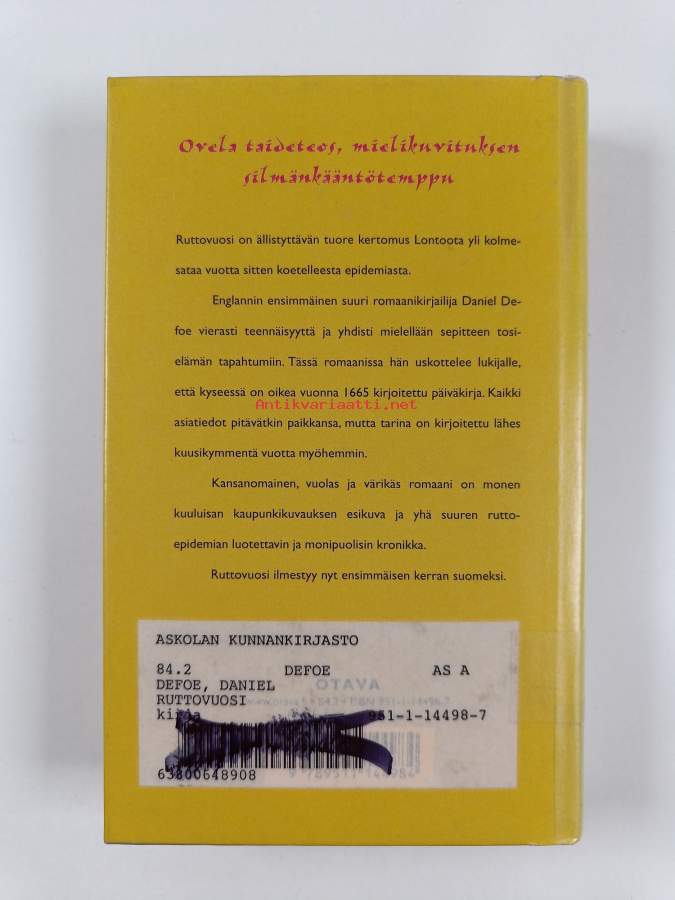 Ovela taideteos, mielikuvituksen
silmänkääntötemppu
Ruttovuosi on ällistyttävän tuore kertomus Lontoota yli kolme-
sataa vuotta sitten koetelleesta epidemiasta.
Englannin ensimmäinen suuri romaanikirjailija Daniel De-
foe vierasti teennäisyyttä ja yhdisti mielellään sepitteen tosi-
elämän tapahtumiin. Tässä romaanissa hän uskottelee lukijalle,
että kyseessä on oikea vuonna 1665 kirjoitettu päiväkirja. Kaikki
Antikvariaatti.net
asiatiedot pitävätkin paikkansa, mutta tarina on kirjoitettu lähes
kuusikymmentä vuotta myöhemmin.
Kansanomainen, vuolas ja värikäs romaani on monen
kuuluisan kaupunkikuvauksen esikuva ja yhä suuren rutto-
epidemian luotettavin ja monipuolisin kronikka.
Ruttovuosi ilmestyy nyt ensimmäisen kerran suomeksi.
ASKOLAN KUNNANKIRJASTO
84.2 DEFOE AS A
DEFOE, DANIEL
OTAVA
RUTTOVUOSI
kirja 951-1-14498-7
63800648908